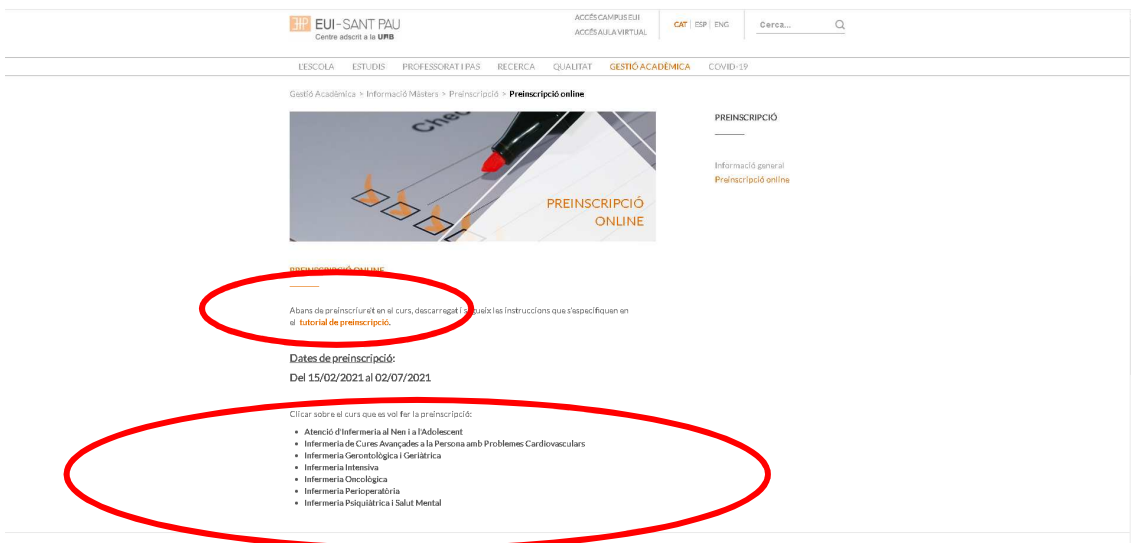 EUI-SANT PAU
Centre adscrit a la UAB
ACCÉS CAMPUS EUI
ACCÉS AULA VIRTUAL
CAT | ESP | ENG
Cerca...
L'ESCOLA ESTUDIS PROFESSORAT I PAS RECERCA QUALITAT GESTIÓ ACADÈMICA COVID-19
Gestió Acadèmica > Informació Màsters > Preinscripció > Preinscripció online
Chec
PREINSCRIPCIÓ
ONLINE
PREINSCRIPCIÓ
Informació general
Preinscripció online
PREINSCRIPCIÓ ONLINE
Abans de preinscriure't en el curs, descarregat i segueix les instruccions que s'especifiquen en
el tutorial de preinscripció.
Dates de preinscripció:
Del 15/02/2021 al 02/07/2021
Clicar sobre el curs que es vol fer la preinscripció:
• Atenció d'Infermeria al Nen i a l'Adolescent
• Infermeria de Cures Avançades a la Persona amb Problemes Cardiovasculars
• Infermeria Gerontològica i Geriàtrica
• Infermeria Intensiva
• Infermeria Oncològica
• Infermeria Perioperatòria
• Infermeria Psiquiàtrica i Salut Mental